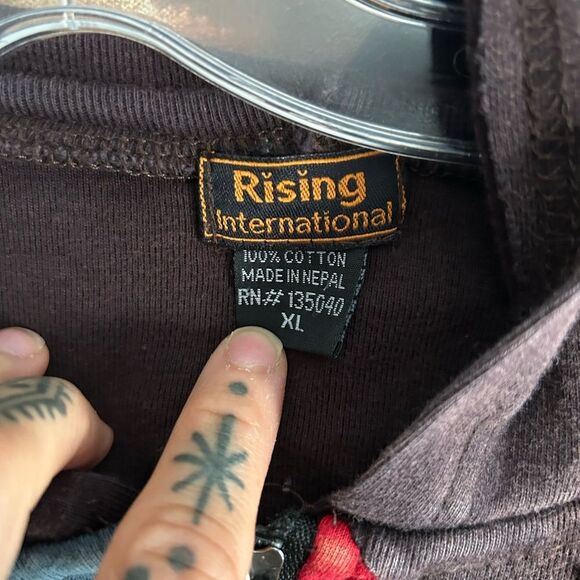 Rising
International
100% COTTON
MADE IN NEPAL
RN# 135040
XL